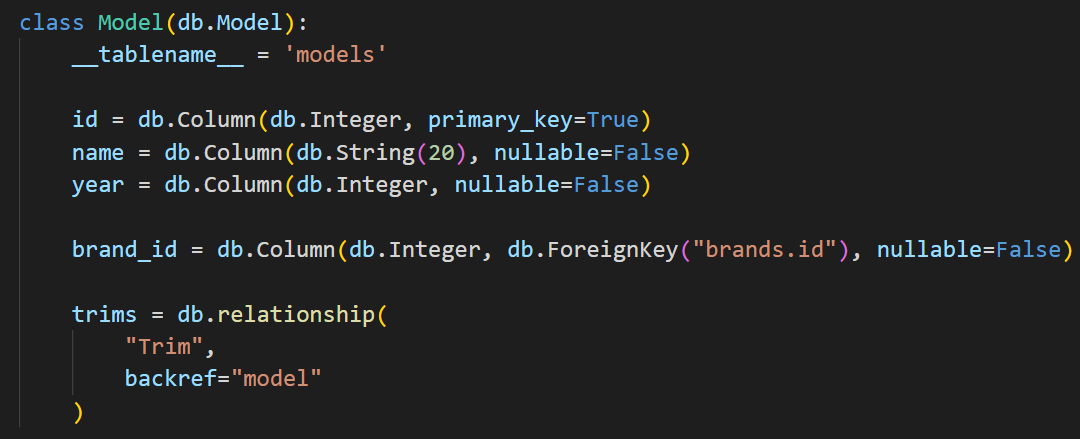 class Model(db.Model):
    __tablename__ = 'models'

    id = db.Column(db.Integer, primary_key=True)
    name = db.Column(db.String(20), nullable=False)
    year = db.Column(db.Integer, nullable=False)

    brand_id = db.Column(db.Integer, db.ForeignKey("brands.id"), nullable=False)

    trims = db.relationship(
        "Trim",
        backref="model"
    )